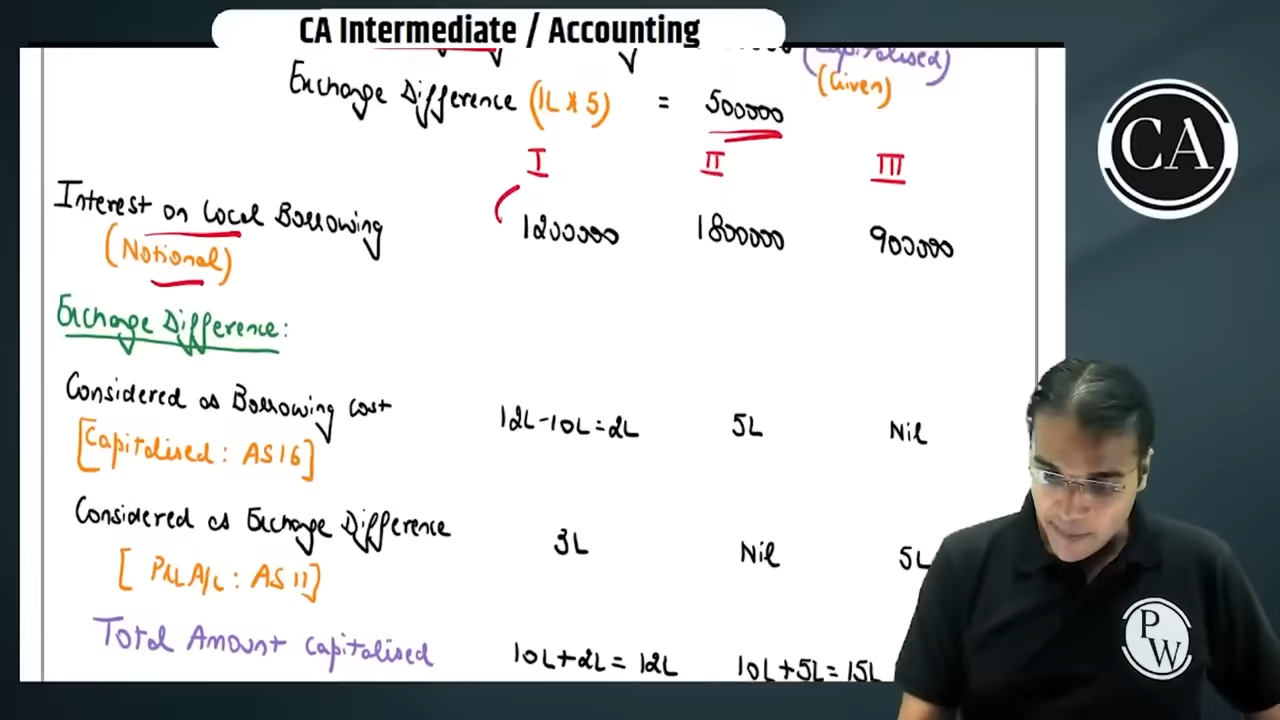 CA Intermediate / Accounting
(Capitalised)
Exchange Difference (1L x 5) = 500000 (Given)
I II III
Interest on Local Borrowing 1200000 1800000 900000
(Notional)
Exchange Difference:
Considered as Borrowing Cost 12L-10L=2L 5L Nil
[Capitalised: AS16]
Considered as Exchange Difference 3L Nil 5L
[P&L A/c: AS 11]
Total Amount Capitalised 10L+2L=12L 10L+5L=15L
CA
PW